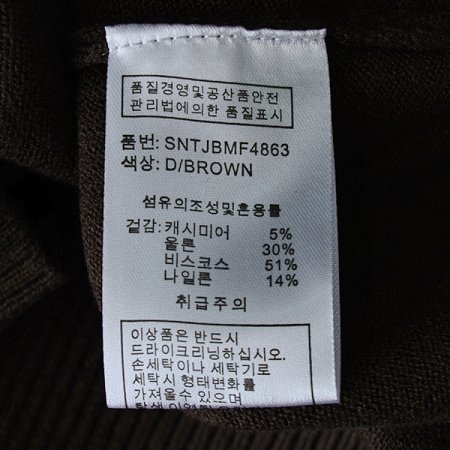 품질경영및공산품안전
관리법에의한 품질표시
품번: SNTJBMF4863
색상: D/BROWN
섬유의조성및혼용률
겉감: 캐시미어 5%
울론 30%
비스코스 51%
나일론 14%
취급주의
이상품은 반드시
드라이크리닝하십시오.
손세탁이나 세탁기로
세탁시 형태변화를
가져올수 있으며